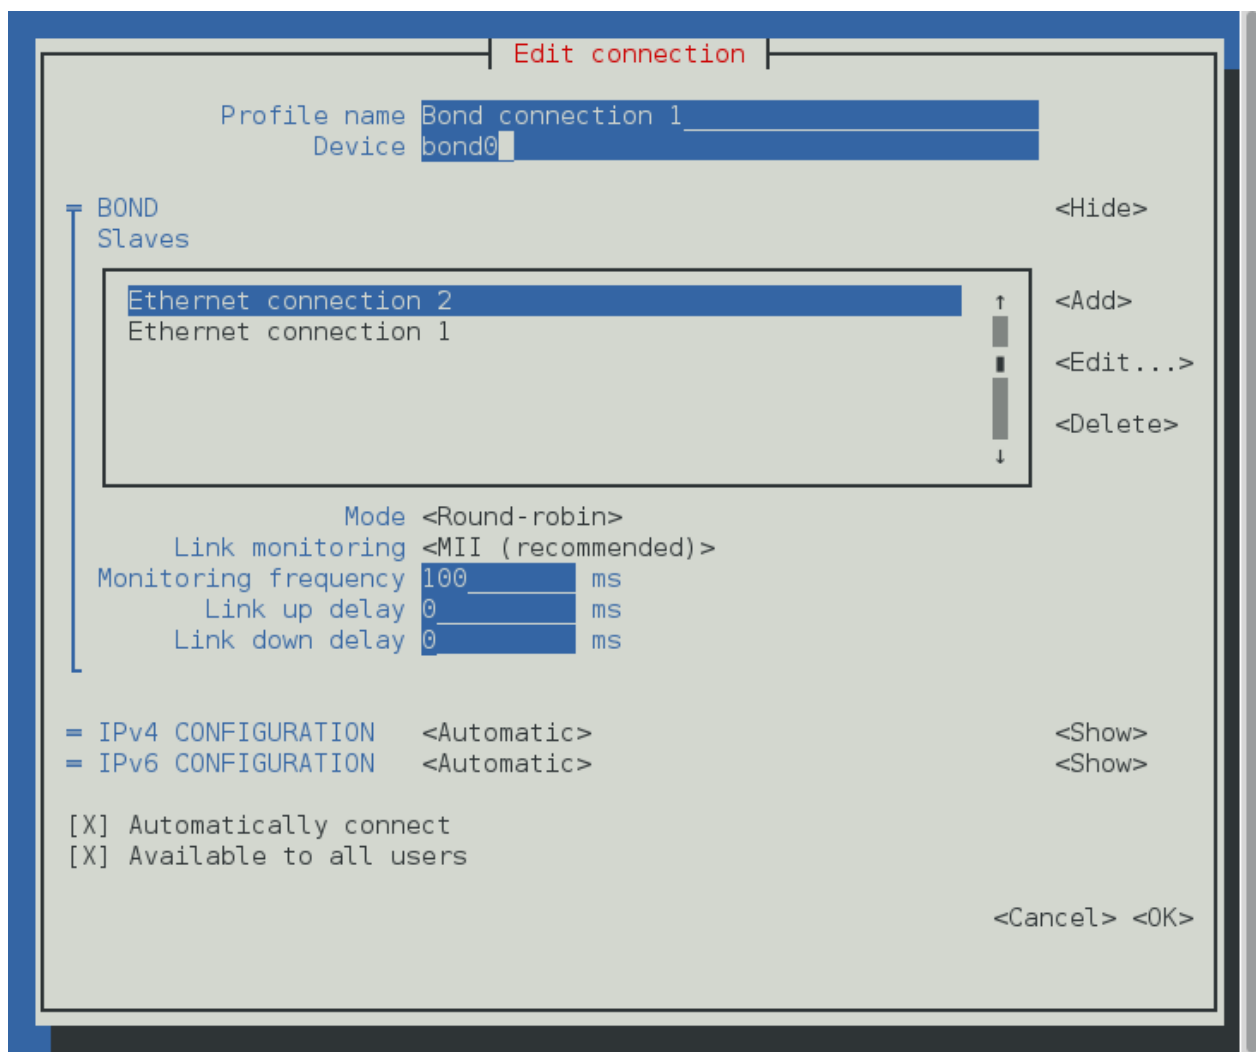 Edit connection
Profile name Bond connection 1
Device bond0
BOND <Hide>
Slaves
Ethernet connection 2 ↑ <Add>
Ethernet connection 1
<Edit...>
<Delete>
↓
Mode <Round-robin>
Link monitoring <MII (recommended)>
Monitoring frequency 100 ms
Link up delay 0 ms
Link down delay 0 ms
= IPv4 CONFIGURATION <Automatic> <Show>
= IPv6 CONFIGURATION <Automatic> <Show>
[X] Automatically connect
[X] Available to all users
<Cancel> <OK>